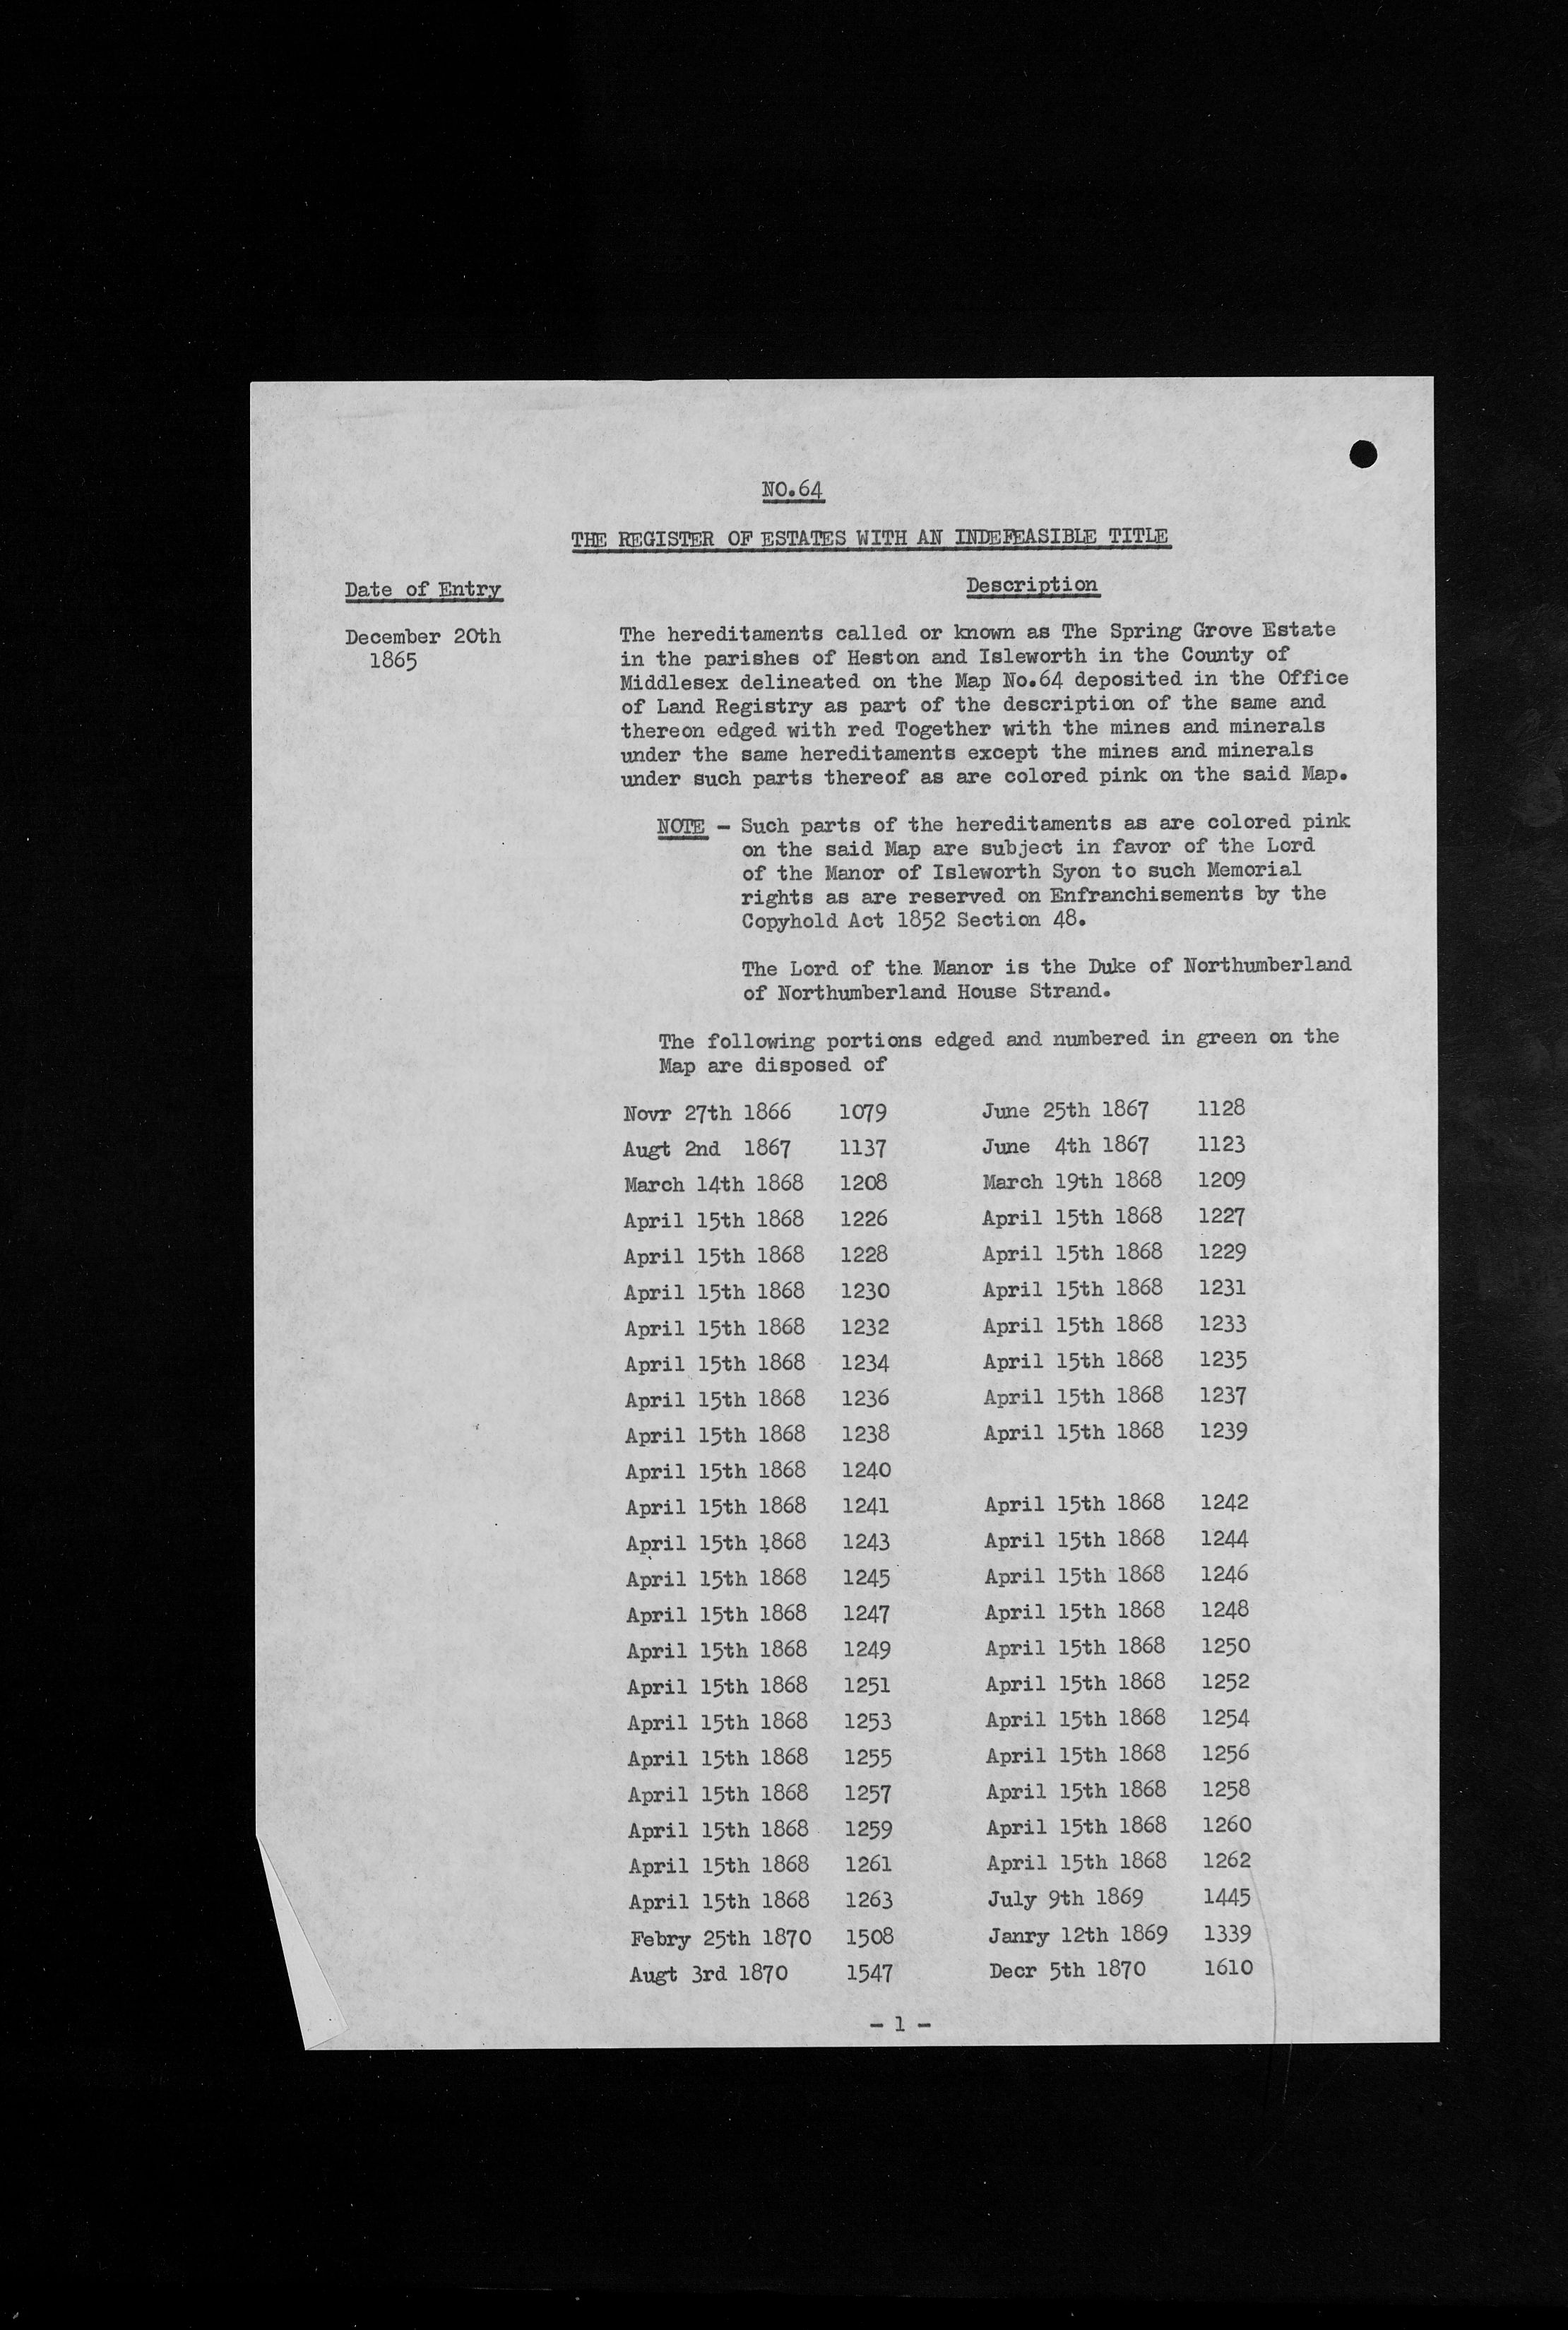 NO.64
THE REGISTER OF ESTATES WITH AN INDEFEASIBLE TITLE
Date of Entry Description
December 20th
1865
The hereditaments called or known as The Spring Grove Estate
in the parishes of Heston and Isleworth in the County of
Middlesex delineated on the Map No.64 deposited in the Office
of Land Registry as part of the description of the same and
thereon edged with red Together with the mines and minerals
under the same hereditaments except the mines and minerals
under such parts thereof as are colored pink on the said Map.
NOTE - Such parts of the hereditaments as are colored pink
on the said Map are subject in favor of the Lord
of the Manor of Isleworth Syon to such Memorial
rights as are reserved on Enfranchisements by the
Copyhold Act 1852 Section 48.
The Lord of the Manor is the Duke of Northumberland
of Northumberland House Strand.
The following portions edged and numbered in green on the
Map are disposed of
Novr 27th 1866 1079 June 25th 1867 1128
Augt 2nd 1867 1137 June 4th 1867 1123
March 14th 1868 1208 March 19th 1868 1209
April 15th 1868 1226 April 15th 1868 1227
April 15th 1868 1228 April 15th 1868 1229
April 15th 1868 1230 April 15th 1868 1231
April 15th 1868 1232 April 15th 1868 1233
April 15th 1868 1234 April 15th 1868 1235
April 15th 1868 1236 April 15th 1868 1237
April 15th 1868 1238 April 15th 1868 1239
April 15th 1868 1240
April 15th 1868 1241 April 15th 1868 1242
April 15th 1868 1243 April 15th 1868 1244
April 15th 1868 1245 April 15th 1868 1246
April 15th 1868 1247 April 15th 1868 1248
April 15th 1868 1249 April 15th 1868 1250
April 15th 1868 1251 April 15th 1868 1252
April 15th 1868 1253 April 15th 1868 1254
April 15th 1868 1255 April 15th 1868 1256
April 15th 1868 1257 April 15th 1868 1258
April 15th 1868 1259 April 15th 1868 1260
April 15th 1868 1261 April 15th 1868 1262
April 15th 1868 1263 July 9th 1869 1445
Febry 25th 1870 1508 Janry 12th 1869 1339
Augt 3rd 1870 1547 Decr 5th 1870 1610
- 1 -